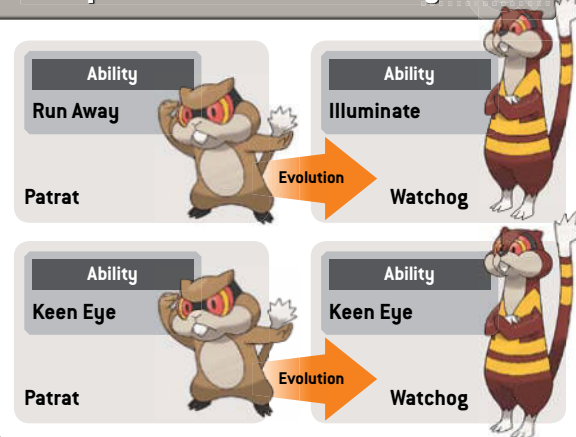 Ability
Run Away
Patrat
Evolution
Ability
Illuminate
Watchog
Ability
Keen Eye
Patrat
Evolution
Ability
Keen Eye
Watchog